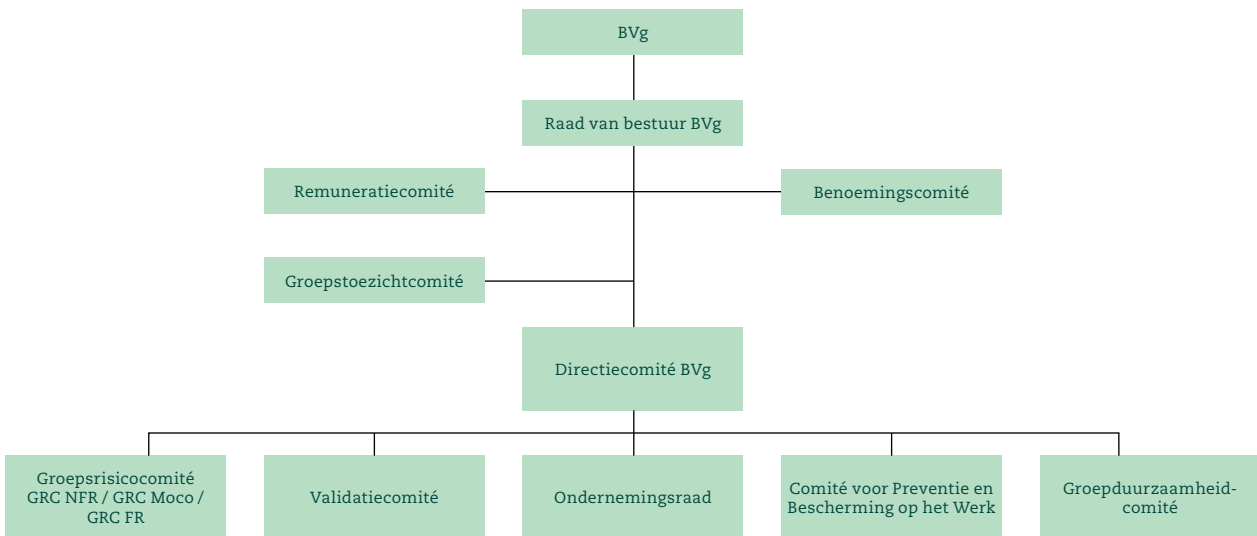 BVg
Raad van bestuur BVg
Remuneratiecomité
Benoemingscomité
Groepstoezichtcomité
Directiecomité BVg
Groepsrisicocomité
GRC NFR / GRC Moco /
GRC FR
Validatiecomité
Ondernemingsraad
Comité voor Preventie en
Bescherming op het Werk
Groepduurzaamheid-
comité